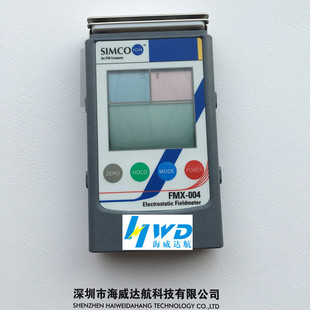 SIMCO ION™
An ITW Company
ZERO
HOLD
MODE
POWER
FMX-004
Electrostatic Fieldmeter
HWD
海威达航
深圳市海威达航科技有限公司
SHENZHEN HAIWEIDAHANG TECHNOLOGY CO.,LTD